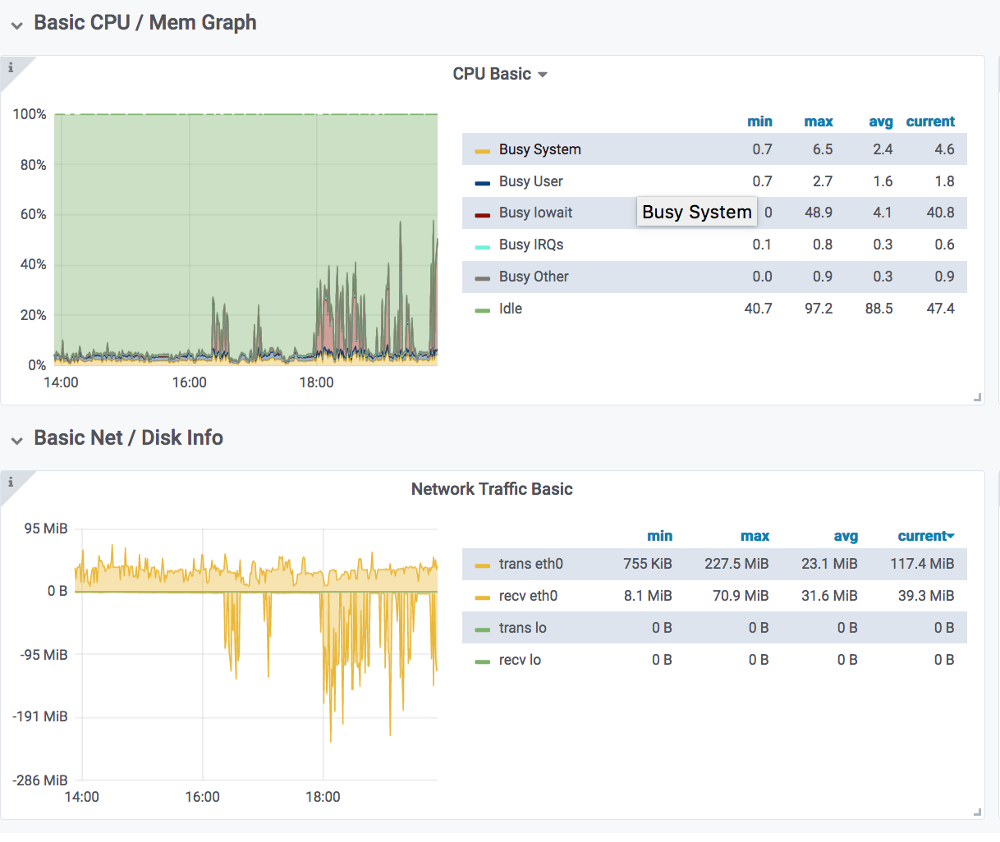 Basic CPU / Mem Graph
i
CPU Basic
100%
80%
60%
40%
20%
0%
14:00 16:00 18:00
min max avg current
Busy System 0.7 6.5 2.4 4.6
Busy User 0.7 2.7 1.6 1.8
Busy Iowait 0 48.9 4.1 40.8
Busy System
Busy IRQs 0.1 0.8 0.3 0.6
Busy Other 0.0 0.9 0.3 0.9
Idle 40.7 97.2 88.5 47.4
Basic Net / Disk Info
i
Network Traffic Basic
95 MiB
0 B
-95 MiB
-191 MiB
-286 MiB
14:00 16:00 18:00
min max avg current
trans eth0 755 KiB 227.5 MiB 23.1 MiB 117.4 MiB
recv eth0 8.1 MiB 70.9 MiB 31.6 MiB 39.3 MiB
trans lo 0 B 0 B 0 B 0 B
recv lo 0 B 0 B 0 B 0 B